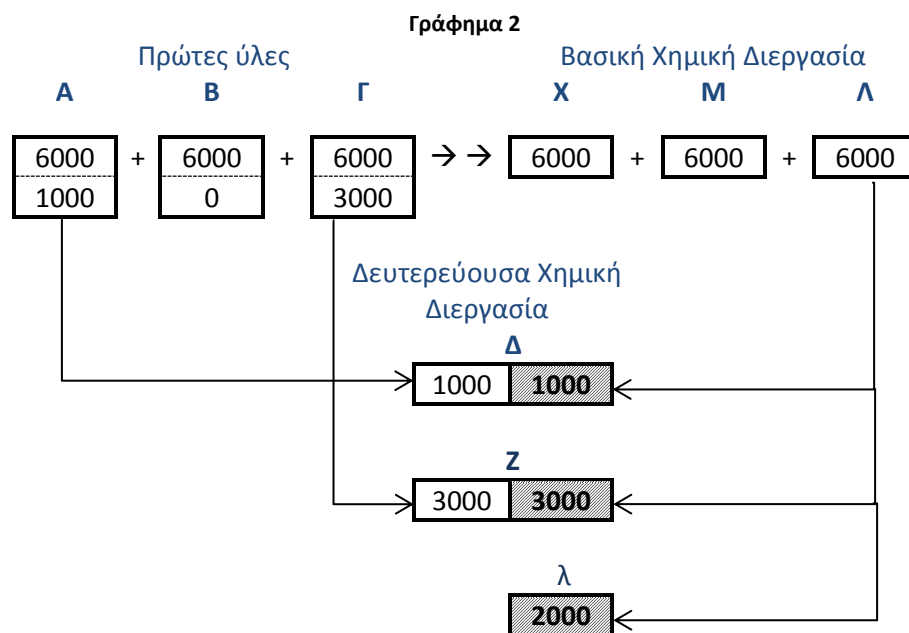 Γράφημα 2
Πρώτες ύλες Βασική Χημική Διεργασία
Α Β Γ Χ Μ Λ
6000 + 6000 + 6000 → → 6000 + 6000 + 6000
1000 0 3000
Δευτερεύουσα Χημική
Διεργασία
Δ
1000 1000
Ζ
3000 3000
λ
2000